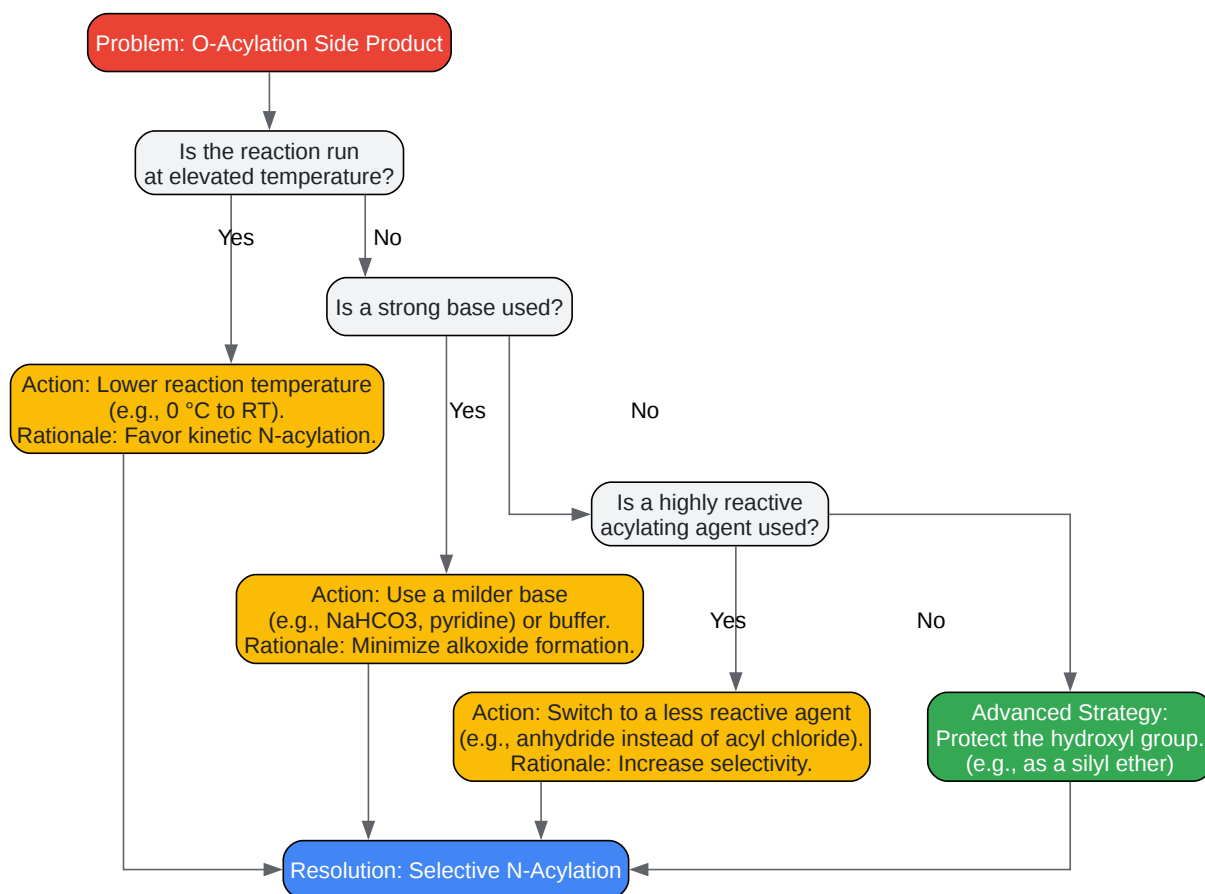 Problem: O-Acylation Side Product
Is the reaction run
at elevated temperature?
Yes
No
Is a strong base used?
Action: Lower reaction temperature
(e.g., 0 °C to RT).
Rationale: Favor kinetic N-acylation.
Yes
No
Is a highly reactive
acylating agent used?
Action: Use a milder base
(e.g., NaHCO3, pyridine) or buffer.
Rationale: Minimize alkoxide formation.
Yes
No
Action: Switch to a less reactive agent
(e.g., anhydride instead of acyl chloride).
Rationale: Increase selectivity.
Advanced Strategy:
Protect the hydroxyl group.
(e.g., as a silyl ether)
Resolution: Selective N-Acylation